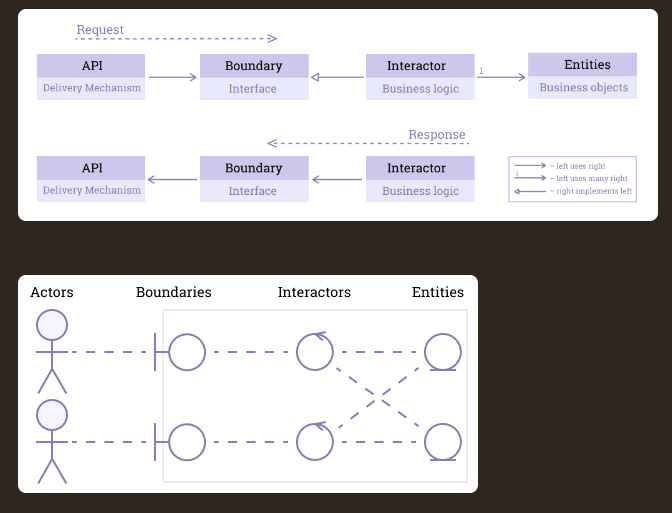 Request
API
Delivery Mechanism
Boundary
Interface
Interactor
Business logic
1
Entities
Business objects
Response
API
Delivery Mechanism
Boundary
Interface
Interactor
Business logic
– left uses right
1
– left uses many right
– right implements left
Actors
Boundaries
Interactors
Entities